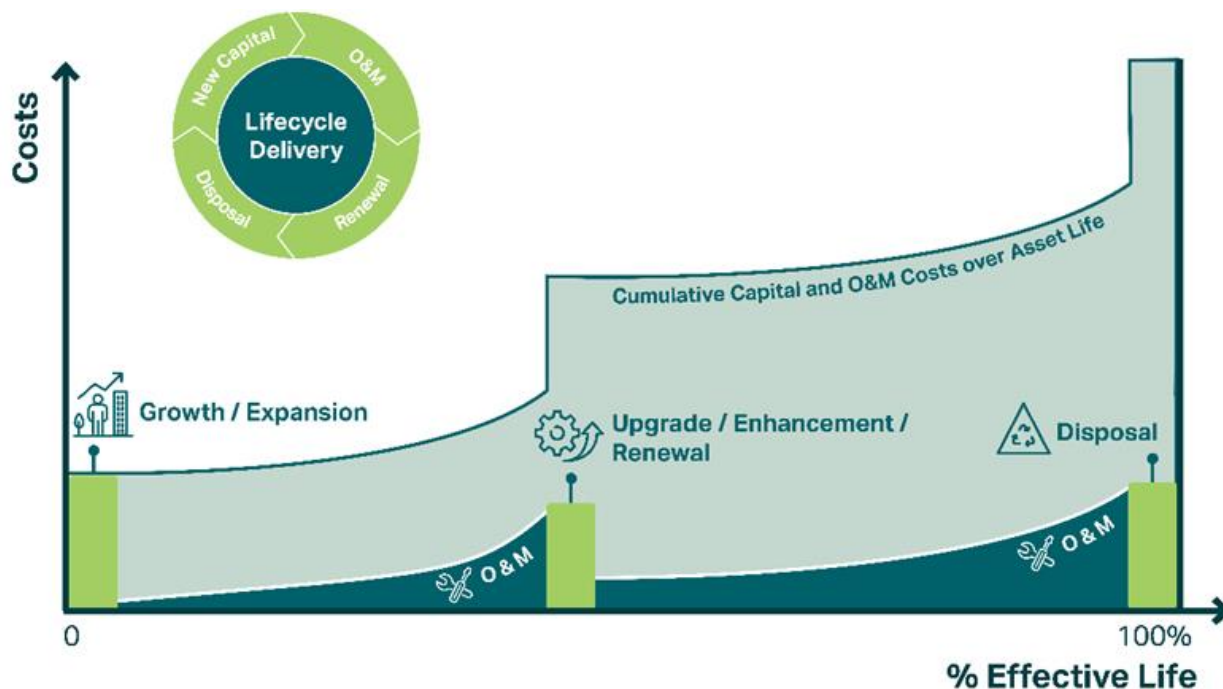 New Capital
O&M
Lifecycle
Delivery
Disposal
Renewal
Costs
Cumulative Capital and O&M Costs over Asset Life
Growth / Expansion
Upgrade / Enhancement /
Renewal
Disposal
O & M
O & M
0
100%
% Effective Life